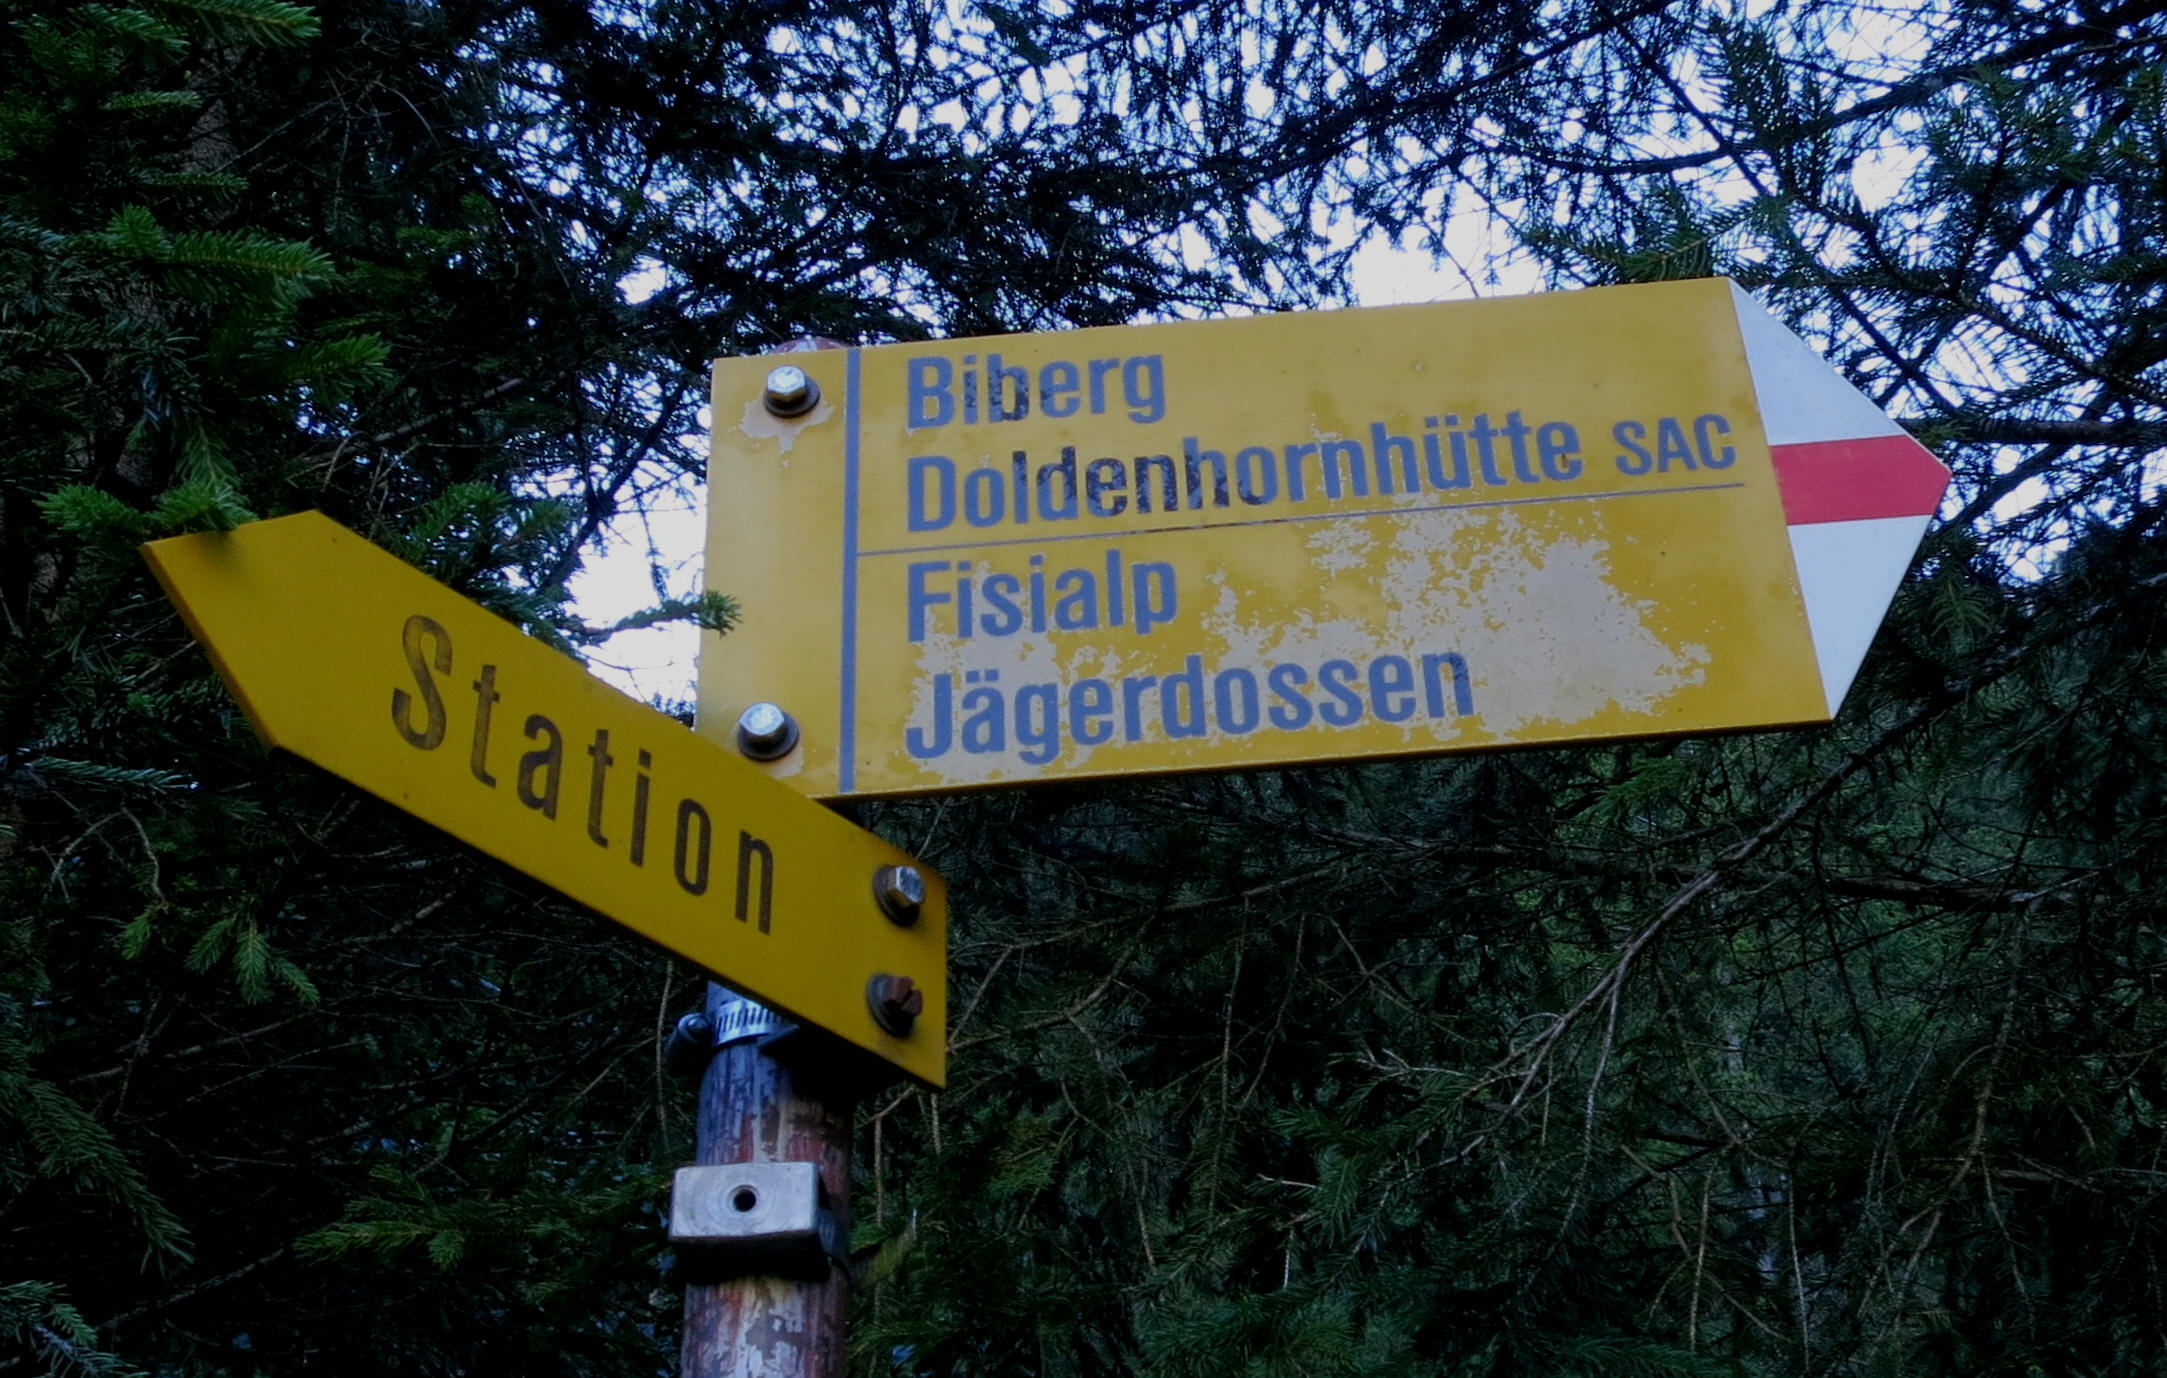 Biberg
Doldenhornhütte SAC
Fisialp
Jägerdossen
Station